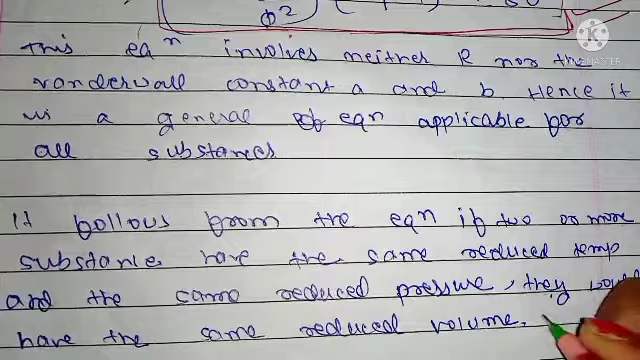 φ²
This eqⁿ involves neither R nor the
vanderwall constant a and b Hence it
is a general eqn applicable for
all substances
It follows from the eqⁿ if two or more
substance have the same reduced temp
and the same reduced pressure, they
have the same reduced volume.